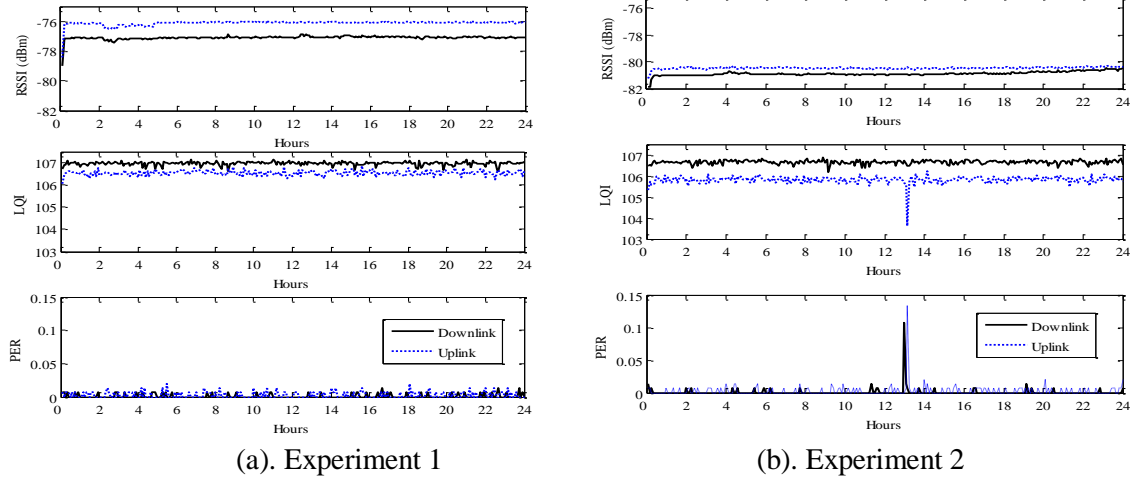 -76
-78
-80
-82
RSSI (dBm)
0 2 4 6 8 10 12 14 16 18 20 22 24
Hours
107
106
105
104
103
LQI
0 2 4 6 8 10 12 14 16 18 20 22 24
Hours
0.15
0.1
0.05
0
PER
Downlink
Uplink
0 2 4 6 8 10 12 14 16 18 20 22 24
Hours
(a). Experiment 1
-76
-78
-80
-82
RSSI (dBm)
0 2 4 6 8 10 12 14 16 18 20 22 24
Hours
107
106
105
104
103
LQI
0 2 4 6 8 10 12 14 16 18 20 22 24
Hours
0.15
0.1
0.05
0
PER
Downlink
Uplink
0 2 4 6 8 10 12 14 16 18 20 22 24
Hours
(b). Experiment 2